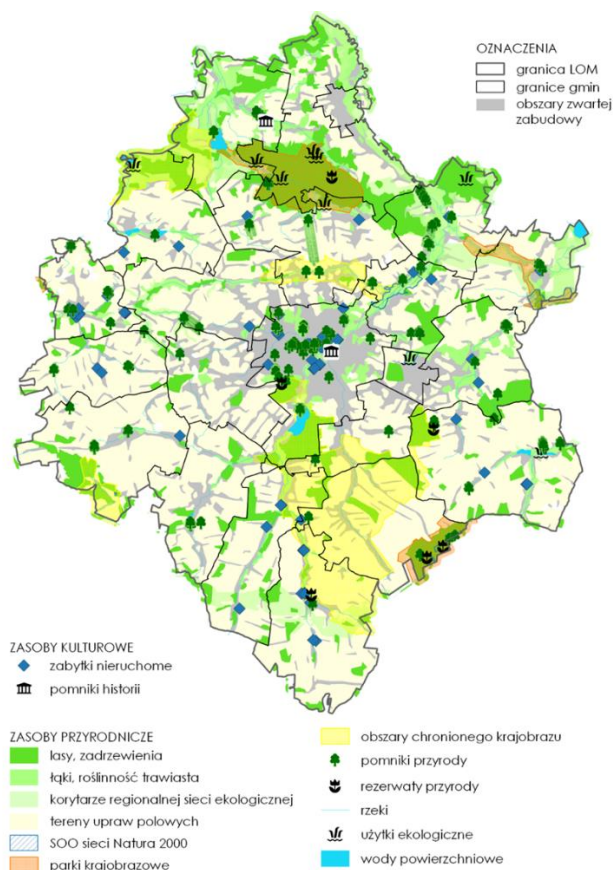 OZNACZENIA
granica LOM
granice gmin
obszary zwartej
zabudowy
ZASOBY KULTUROWE
zabytki nieruchome
pomniki historii
ZASOBY PRZYRODNICZE
lasy, zadrzewienia
łąki, roślinność trawiasta
korytarze regionalnej sieci ekologicznej
tereny upraw polowych
SOO sieci Natura 2000
parki krajobrazowe
obszary chronionego krajobrazu
pomniki przyrody
rezerwaty przyrody
rzeki
użytki ekologiczne
wody powierzchniowe